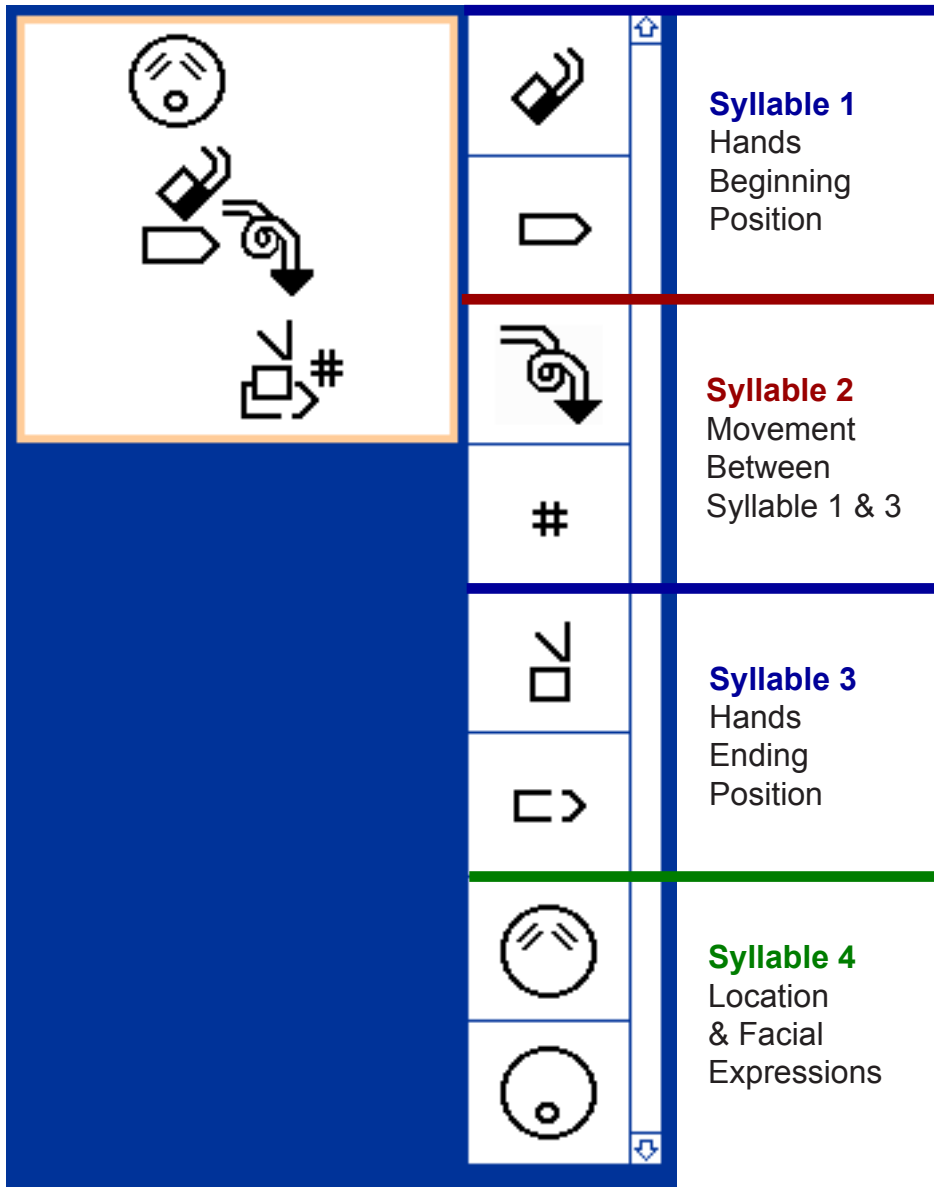 Syllable 1
Hands
Beginning
Position
#
Syllable 2
Movement
Between
Syllable 1 & 3
#
Syllable 3
Hands
Ending
Position
Syllable 4
Location
& Facial
Expressions